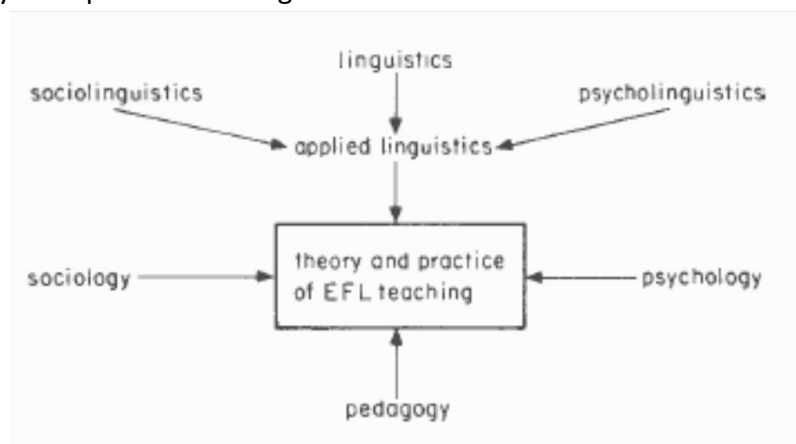 linguistics
sociolinguistics
psycholinguistics
applied linguistics
theory and practice
of EFL teaching
sociology
psychology
pedagogy